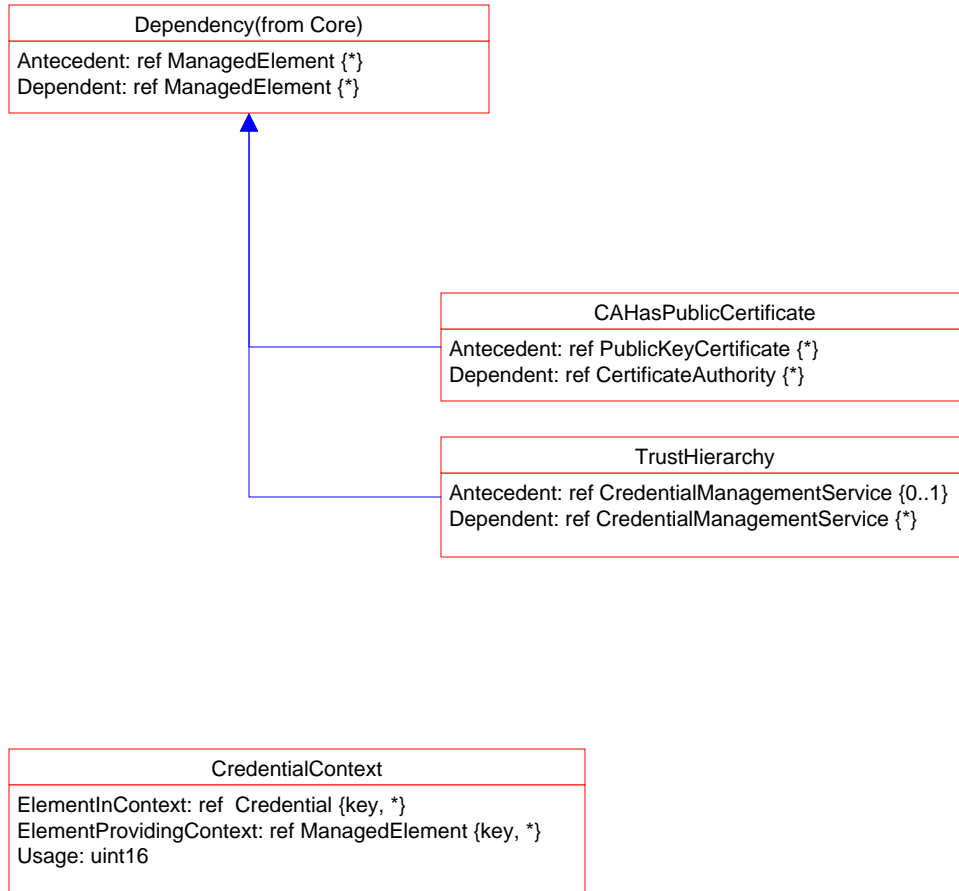 Dependency(from Core)
Antecedent: ref ManagedElement {*}
Dependent: ref ManagedElement {*}
CAHasPublicCertificate
Antecedent: ref PublicKeyCertificate {*}
Dependent: ref CertificateAuthority {*}
TrustHierarchy
Antecedent: ref CredentialManagementService {0..1}
Dependent: ref CredentialManagementService {*}
CredentialContext
ElementInContext: ref  Credential {key, *}
ElementProvidingContext: ref ManagedElement {key, *}
Usage: uint16